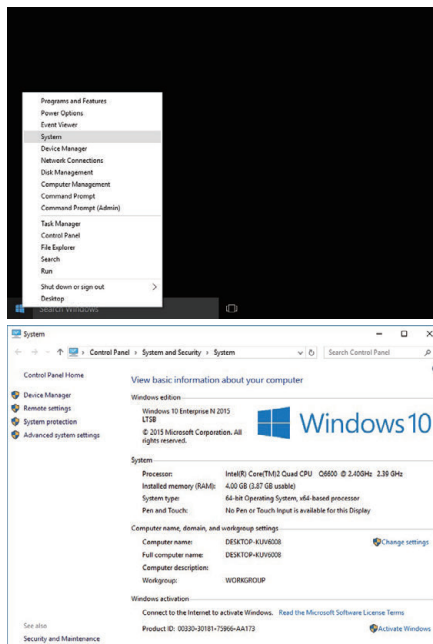 Programs and Features
Power Options
Event Viewer
System
Device Manager
Network Connections
Disk Management
Computer Management
Command Prompt
Command Prompt (Admin)
Task Manager
Control Panel
File Explorer
Search
Run
Shut down or sign out
Desktop
Search Windows
System
Control Panel > System and Security > System
Search Control Panel
Control Panel Home
Device Manager
Remote settings
System protection
Advanced system settings
View basic information about your computer
Windows edition
Windows 10 Enterprise N 2015
LTSB
© 2015 Microsoft Corporation. All
rights reserved.
Windows 10
System
Processor: Intel(R) Core(TM)2 Quad CPU Q6600 @ 2.40GHz 2.39 GHz
Installed memory (RAM): 4.00 GB (3.87 GB usable)
System type: 64-bit Operating System, x64-based processor
Pen and Touch: No Pen or Touch Input is available for this Display
Computer name, domain, and workgroup settings
Computer name: DESKTOP-KUV6008
Change settings
Full computer name: DESKTOP-KUV6008
Computer description:
Workgroup: WORKGROUP
Windows activation
Connect to the Internet to activate Windows. Read the Microsoft Software License Terms
Product ID: 00330-30181-75966-AA173
Activate Windows
See also
Security and Maintenance